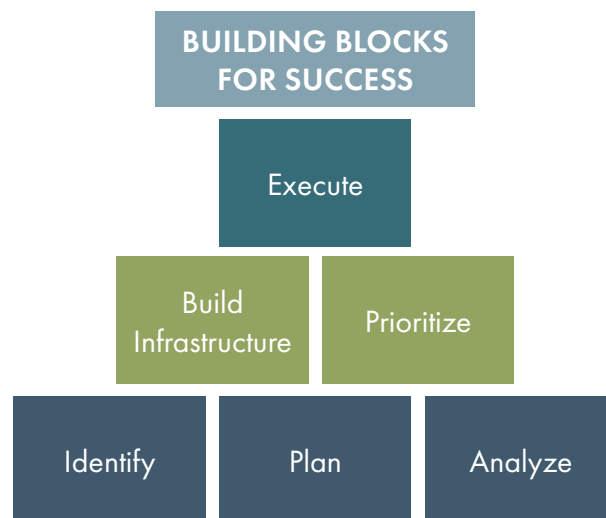 BUILDING BLOCKS
FOR SUCCESS
Execute
Build
Infrastructure
Prioritize
Identify
Plan
Analyze